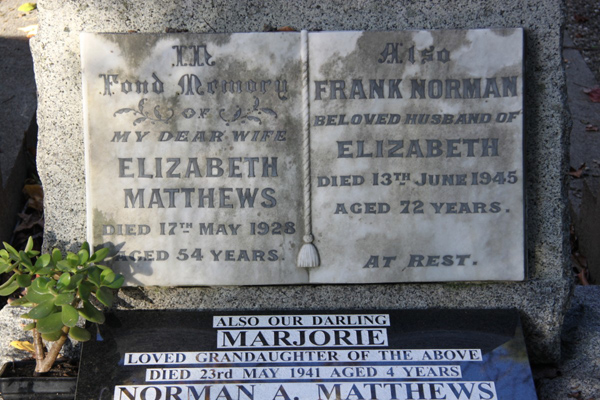 In
Fond Memory
OF
MY DEAR WIFE
ELIZABETH
MATTHEWS
DIED 17TH MAY 1928
AGED 54 YEARS.
Also
FRANK NORMAN
BELOVED HUSBAND OF
ELIZABETH
DIED 13TH JUNE 1945
AGED 72 YEARS.
AT REST.
ALSO OUR DARLING
MARJORIE
LOVED GRANDAUGHTER OF THE ABOVE
DIED 23rd MAY 1941 AGED 4 YEARS
NORMAN A. MATTHEWS